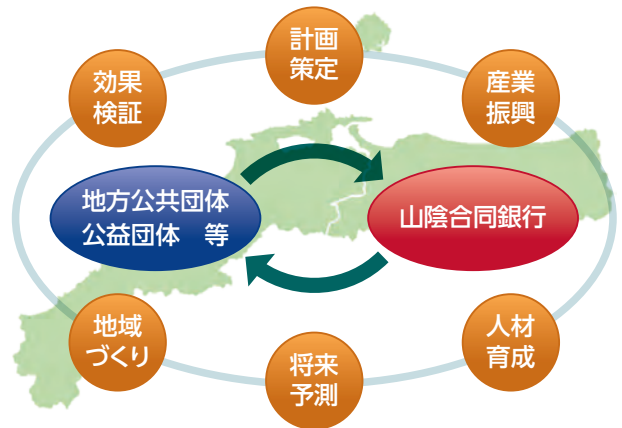 計画
策定
効果
検証
産業
振興
地方公共団体
公益団体　等
山陰合同銀行
地域
づくり
人材
育成
将来
予測